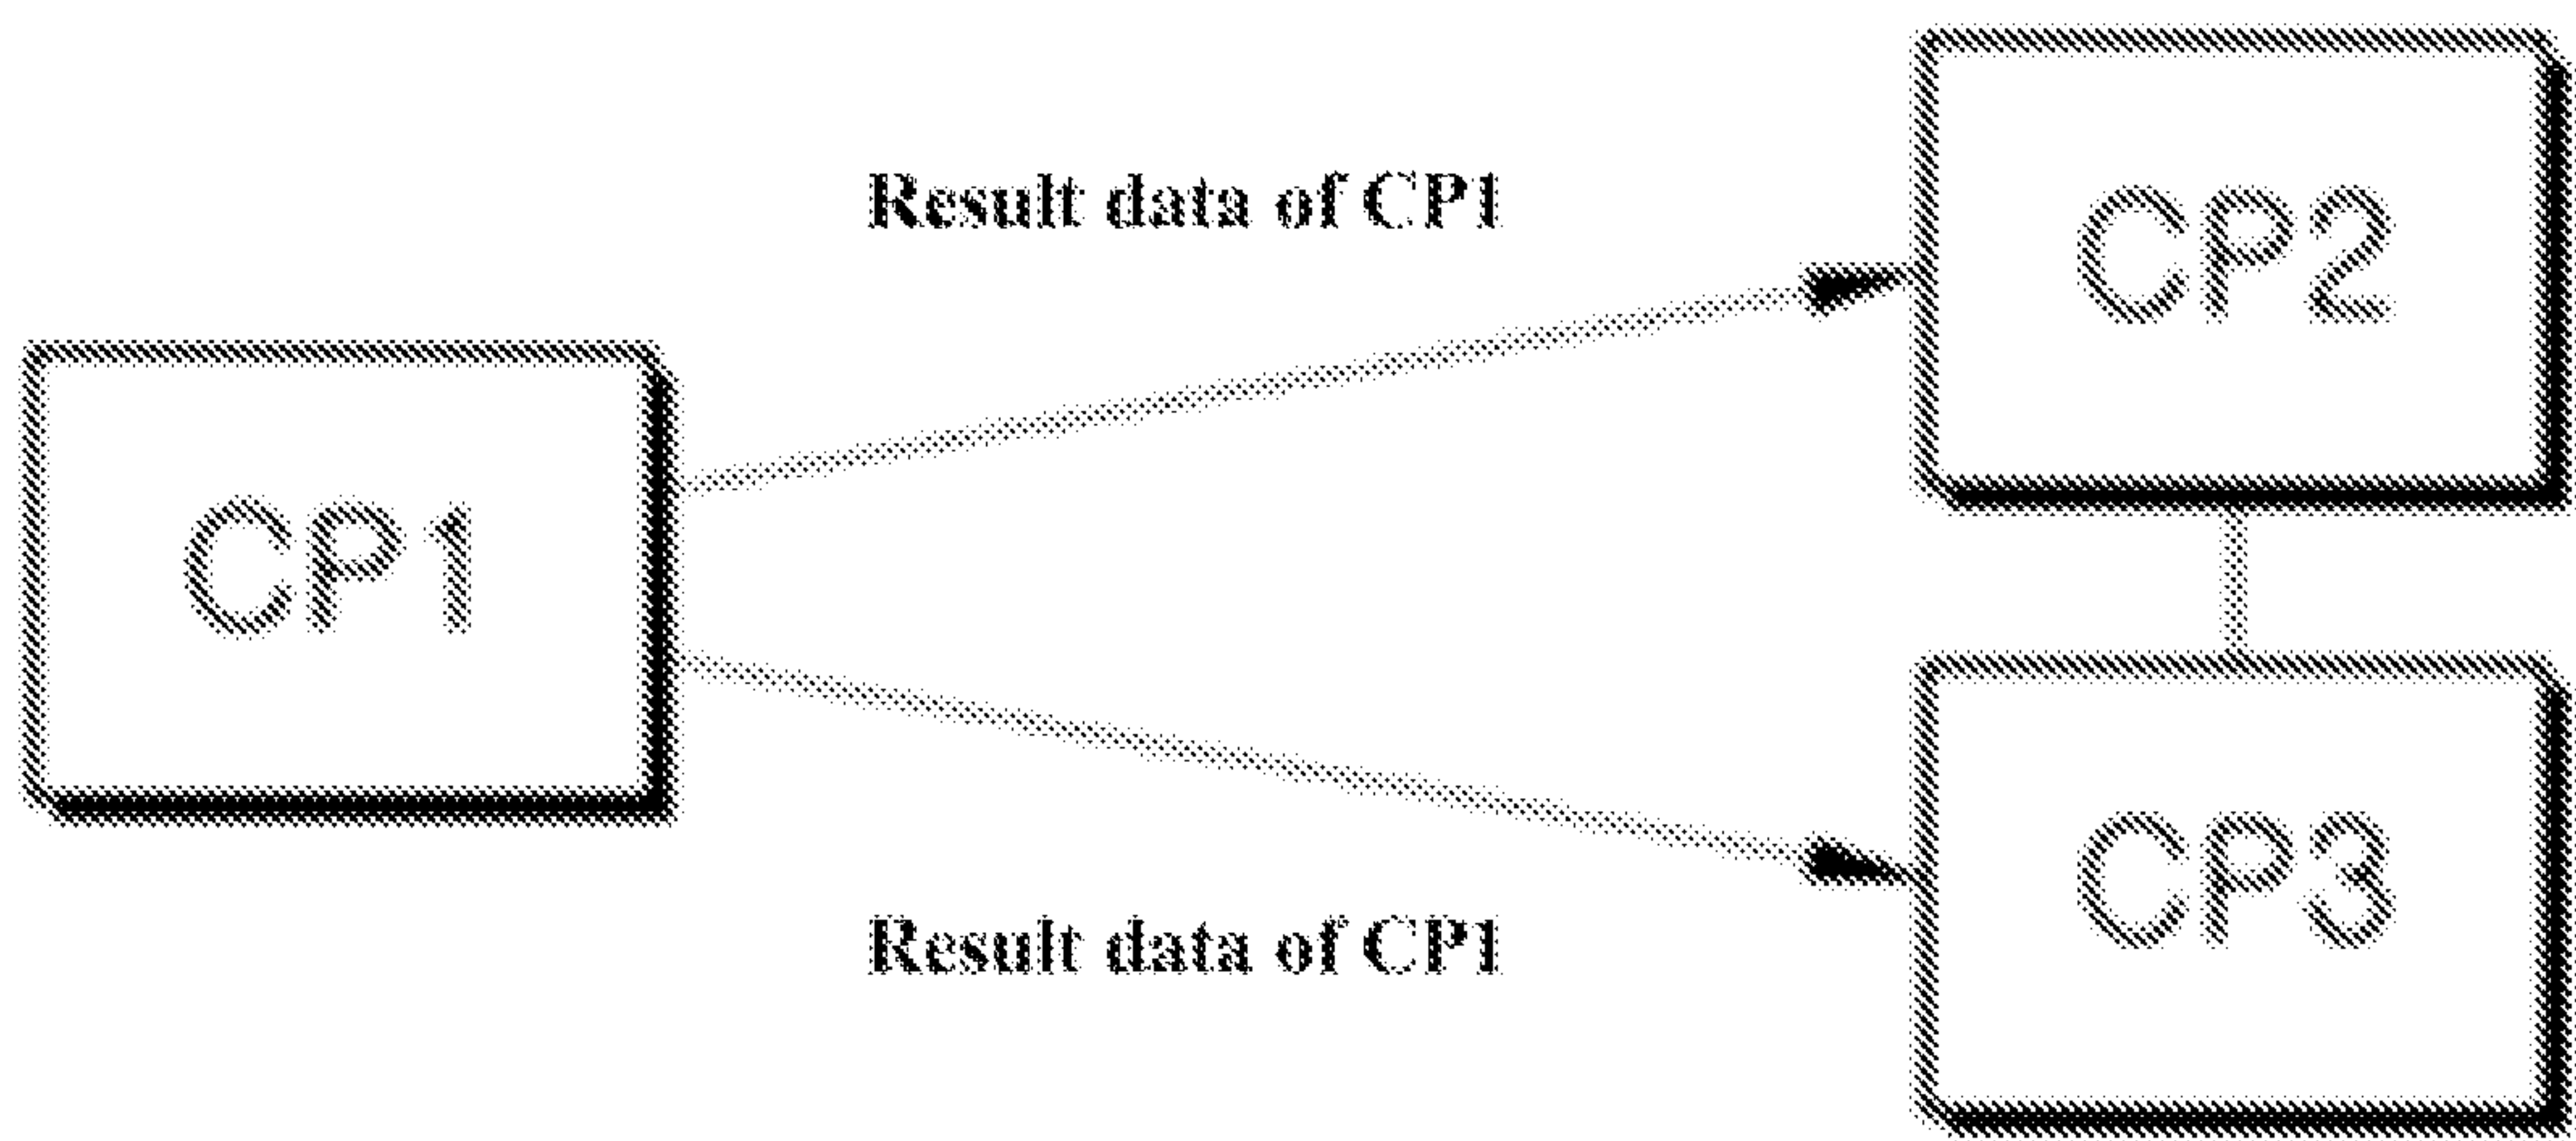 Result data of CP1
CP2
CP1
CP3
Result data of CP1